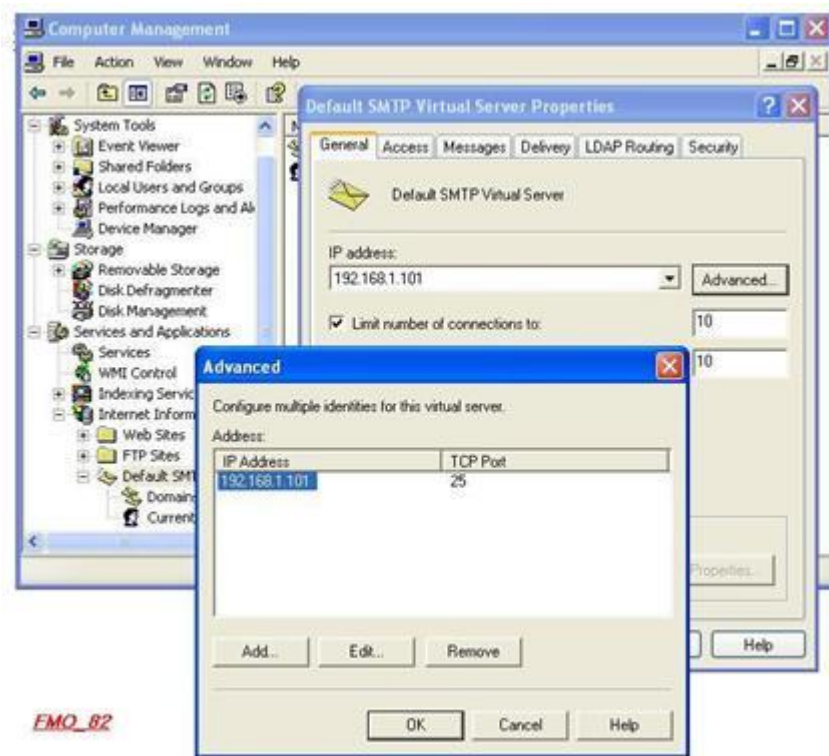 Computer Management
File Action View Window Help
System Tools
Event Viewer
Shared Folders
Local Users and Groups
Performance Logs and Al
Device Manager
Storage
Removable Storage
Disk Defragmenter
Disk Management
Services and Applications
Services
WMI Control
Indexing Servic
Internet Inform
Web Sites
FTP Sites
Default SMT
Domain
Current
Default SMTP Virtual Server Properties
General Access Messages Delivery LDAP Routing Security
Default SMTP Virtual Server
IP address:
192.168.1.101
Advanced...
Limit number of connections to:
10
10
Properties...
Help
Advanced
Configure multiple identities for this virtual server.
Address:
IP Address TCP Port
192.168.1.101 25
Add... Edit... Remove
OK Cancel Help
FMO_82